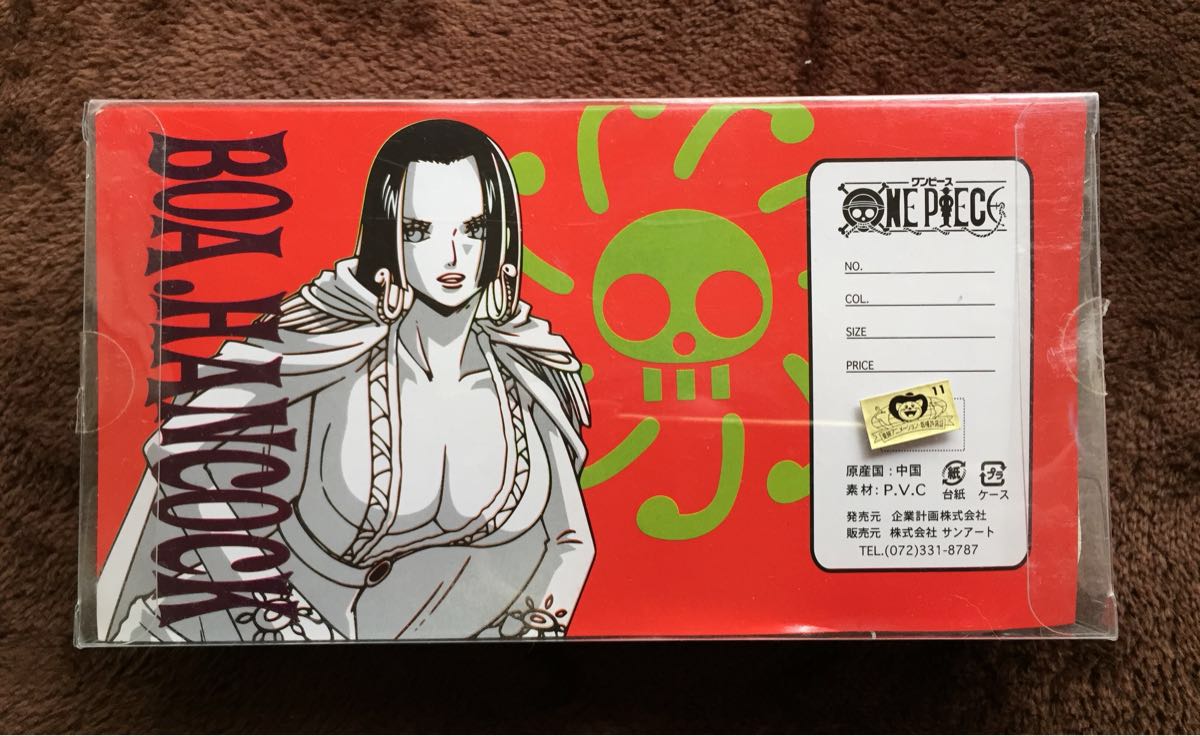 BOA.HANCOCK
ワンピース
ONE PIECE
NO.
COL.
SIZE
PRICE
11
原産国:中国
素材:P.V.C
紙
台紙
プラ
ケース
発売元 企業計画株式会社
販売元 株式会社 サンアート
TEL.(072)331-8787